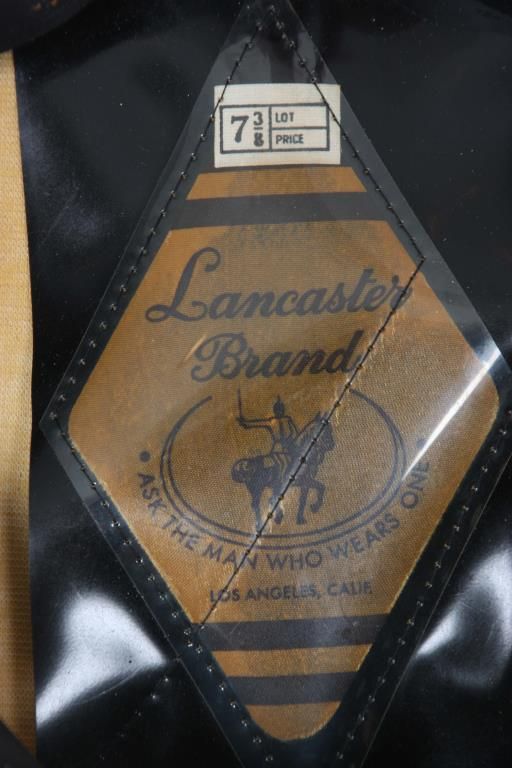 7 3/8 LOT
PRICE
Lancaster
Brand
• ASK THE MAN WHO WEARS ONE •
LOS ANGELES, CALIF.